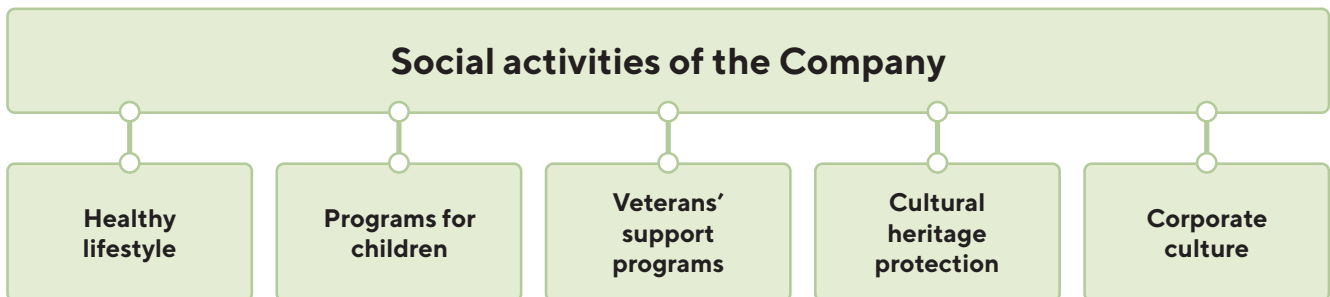 Social activities of the Company
Healthy
lifestyle
Programs for
children
Veterans’
support
programs
Cultural
heritage
protection
Corporate
culture